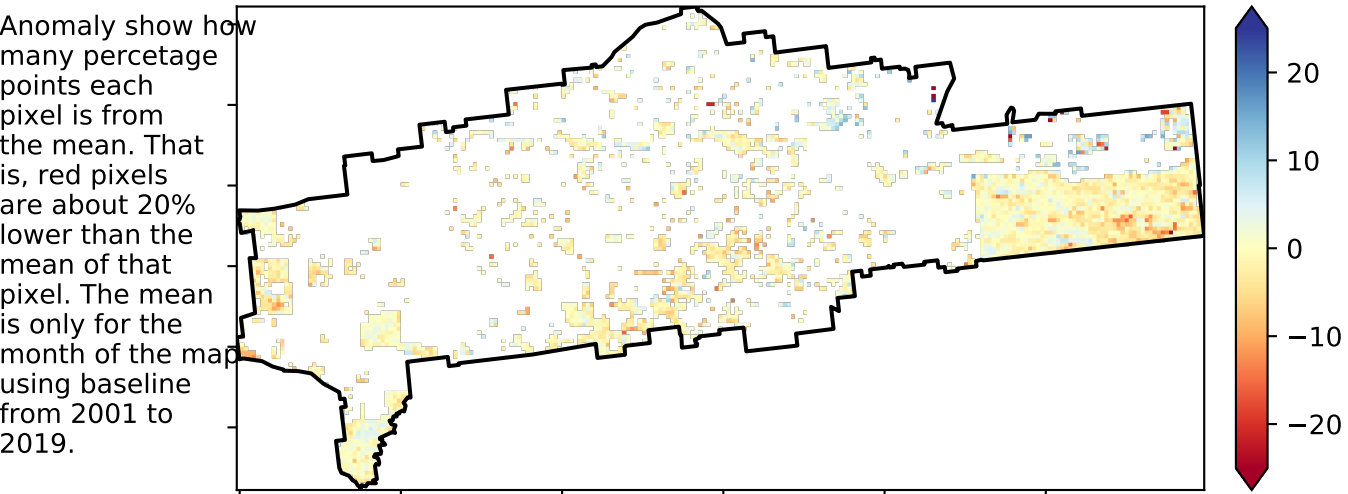 Anomaly show how
many percetage
points each
pixel is from
the mean. That
is, red pixels
are about 20%
lower than the
mean of that
pixel. The mean
is only for the
month of the map
using baseline
from 2001 to
2019.
20
10
0
−10
−20